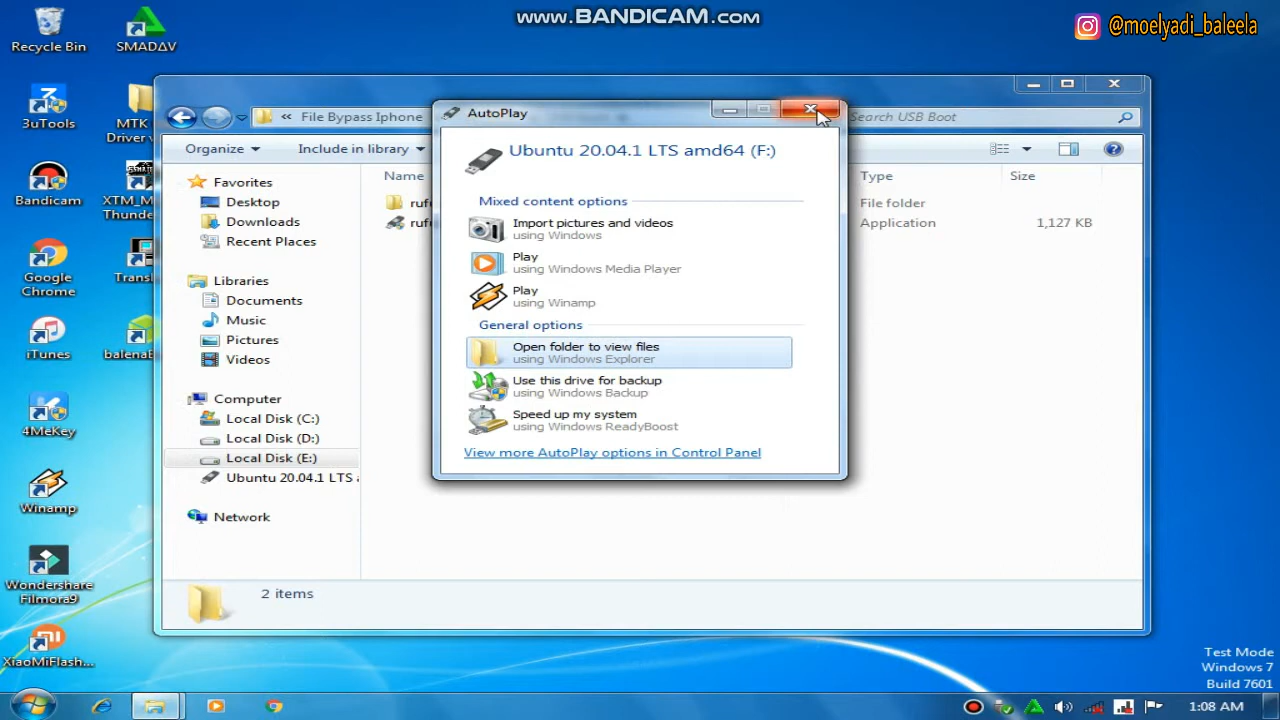 www.BANDICAM.com
@moelyadi_baleela
Recycle Bin
SMADΔV
3uTools
MTK
Driver v
Bandicam
XTM_M
Thunde
Google
Chrome
Transl
iTunes
balenaE
4MeKey
Winamp
Wondershare
Filmora9
XiaoMiFlash...
« File Bypass Iphone
Search USB Boot
Organize
Include in library
Favorites
Desktop
Downloads
Recent Places
Libraries
Documents
Music
Pictures
Videos
Computer
Local Disk (C:)
Local Disk (D:)
Local Disk (E:)
Ubuntu 20.04.1 LTS
Network
Name
Type
Size
File folder
Application
1,127 KB
2 items
AutoPlay
Ubuntu 20.04.1 LTS amd64 (F:)
Mixed content options
Import pictures and videos
using Windows
Play
using Windows Media Player
Play
using Winamp
General options
Open folder to view files
using Windows Explorer
Use this drive for backup
using Windows Backup
Speed up my system
using Windows ReadyBoost
View more AutoPlay options in Control Panel
Test Mode
Windows 7
Build 7601
1:08 AM